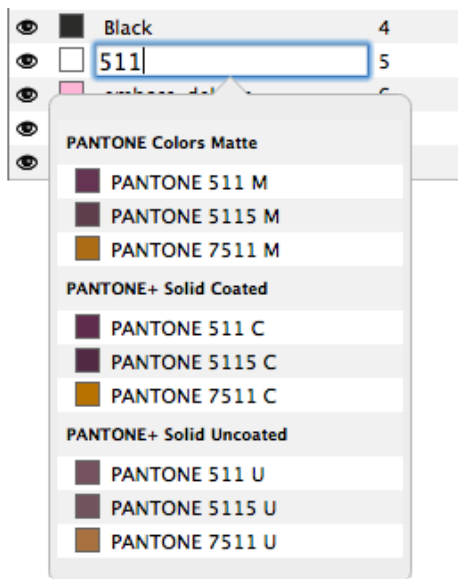 Black 4
511 5
PANTONE Colors Matte
PANTONE 511 M
PANTONE 5115 M
PANTONE 7511 M
PANTONE+ Solid Coated
PANTONE 511 C
PANTONE 5115 C
PANTONE 7511 C
PANTONE+ Solid Uncoated
PANTONE 511 U
PANTONE 5115 U
PANTONE 7511 U